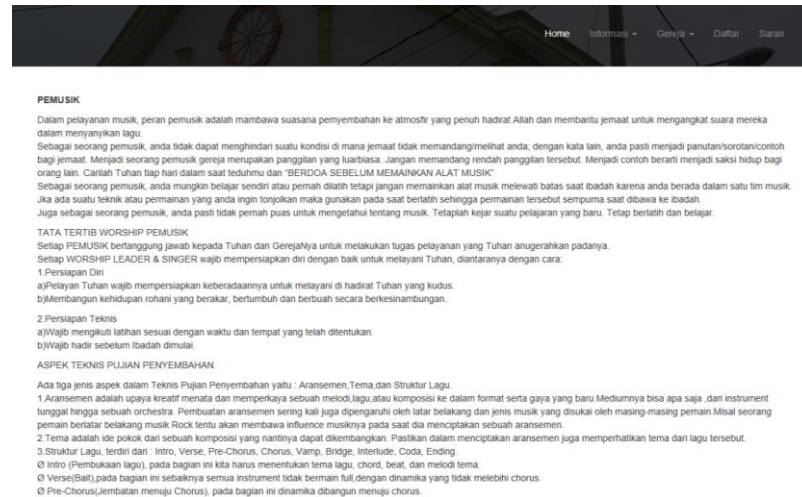 Home Informasi Gereja Daftar Saran
PEMUSIK
Dalam pelayanan musik, peran pemusik adalah mambawa suasana pemyembahan ke atmosfir yang penuh hadirat Allah dan membantu jemaat untuk mengangkat suara mereka
dalam menyanyikan lagu.
Sebagai seorang pemusik, anda tidak dapat menghindari suatu kondisi di mana jemaat tidak memandang/melihat anda; dengan kata lain, anda pasti menjadi panutan/sorotan/contoh
bagi jemaat. Menjadi seorang pemusik gereja merupakan panggilan yang luarbiasa. Jangan memandang rendah panggilan tersebut. Menjadi contoh berarti menjadi saksi hidup bagi
orang lain. Carilah Tuhan tiap hari dalam saat teduhmu dan "BERDOA SEBELUM MEMAINKAN ALAT MUSIK"
Sebagai seorang pemusik, anda mungkin belajar sendiri atau pernah dilatih tetapi jangan memainkan alat musik melewati batas saat ibadah karena anda berada dalam satu tim musik.
Jka ada suatu teknik atau permainan yang anda ingin tonjolkan maka gunakan pada saat berlatih sehingga permainan tersebut sempurna saat dibawa ke ibadah.
Juga sebagai seorang pemusik, anda pasti tidak pernah puas untuk mengetahui tentang musik. Tetaplah kejar suatu pelajaran yang baru. Tetap berlatih dan belajar.
TATA TERTIB WORSHIP PEMUSIK
Setiap PEMUSIK bertanggung jawab kepada Tuhan dan GerejaNya untuk melakukan tugas pelayanan yang Tuhan anugerahkan padanya.
Setiap WORSHIP LEADER & SINGER wajib mempersiapkan diri dengan baik untuk melayani Tuhan, diantaranya dengan cara:
1.Persiapan Diri
a)Pelayan Tuhan wajib mempersiapkan keberadaannya untuk melayani di hadirat Tuhan yang kudus.
b)Membangun kehidupan rohani yang berakar, bertumbuh dan berbuah secara berkesinambungan.
2.Persiapan Teknis
a)Wajib mengikuti latihan sesuai dengan waktu dan tempat yang telah ditentukan.
b)Wajib hadir sebelum Ibadah dimulai.
ASPEK TEKNIS PUJIAN PENYEMBAHAN
Ada tiga jenis aspek dalam Teknis Pujian Penyembahan yaitu : Aransemen,Tema,dan Struktur Lagu.
1.Aransemen adalah upaya kreatif menata dan memperkaya sebuah melodi,lagu,atau komposisi ke dalam format serta gaya yang baru.Mediumnya bisa apa saja ,dari instrument
tunggal hingga sebuah orchestra. Pembuatan aransemen sering kali juga dipengaruhi oleh latar belakang dan jenis musik yang disukai oleh masing-masing pemain.Misal seorang
pemain berlatar belakang musik Rock tentu akan membawa influence musiknya pada saat dia menciptakan sebuah aransemen.
2.Tema adalah ide pokok dari sebuah komposisi yang nantinya dapat dikembangkan. Pastikan dalam menciptakan aransemen juga memperhatikan tema dari lagu tersebut.
3.Struktur Lagu, terdiri dari : Intro, Verse, Pre-Chorus, Chorus, Vamp, Bridge, Interlude, Coda, Ending.
Ø Intro (Pembukaan lagu), pada bagian ini kita harus menentukan tema lagu, chord, beat, dan melodi tema.
Ø Verse(Bait),pada bagian ini sebaiknya semua instrument tidak bermain full,dengan dinamika yang tidak melebihi chorus.
Ø Pre-Chorus(Jembatan menuju Chorus), pada bagian ini dinamika dibangun menuju chorus.